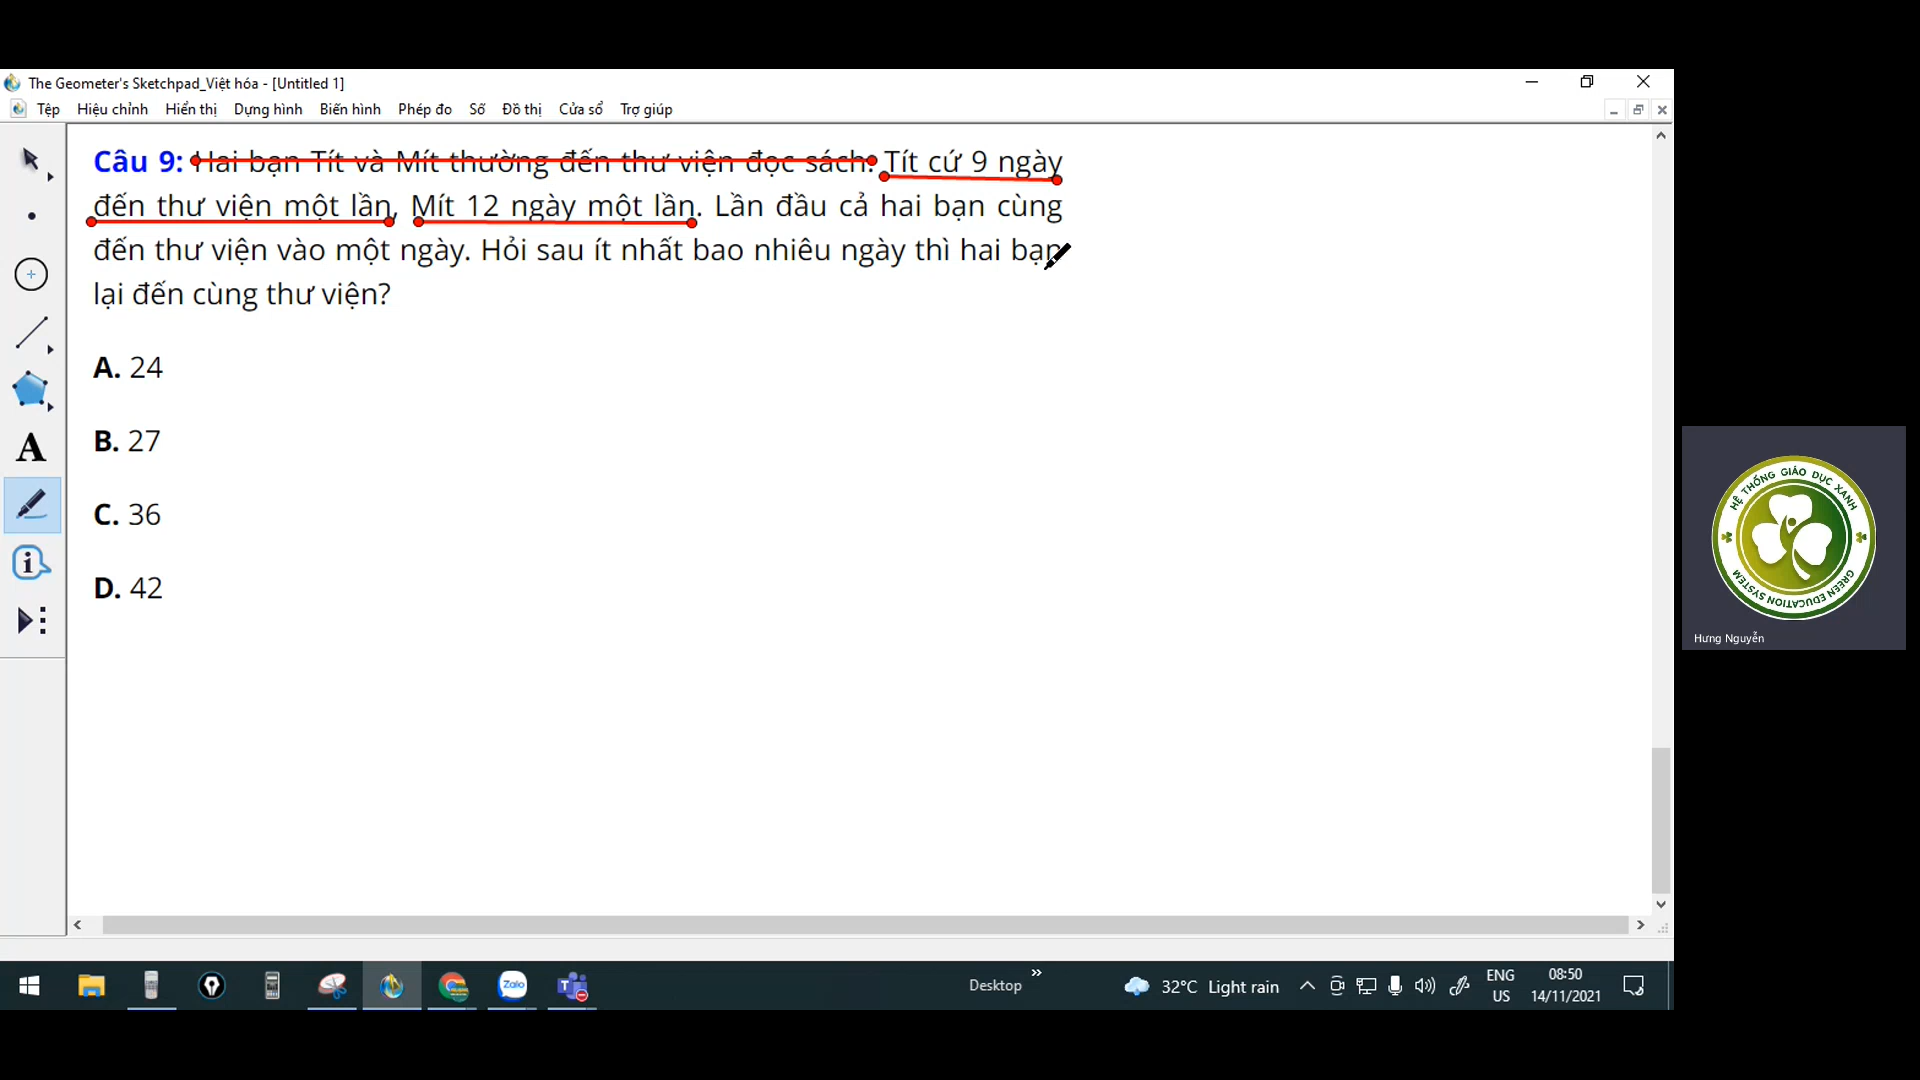 The Geometer's Sketchpad_Việt hóa - [Untitled 1]
Tệp Hiệu chỉnh Hiển thị Dựng hình Biến hình Phép đo Số Đồ thị Cửa sổ Trợ giúp
Câu 9: Hai bạn Tít và Mít thường đến thư viện đọc sách. Tít cứ 9 ngày
đến thư viện một lần, Mít 12 ngày một lần. Lần đầu cả hai bạn cùng
đến thư viện vào một ngày. Hỏi sau ít nhất bao nhiêu ngày thì hai bạn
lại đến cùng thư viện?
A. 24
B. 27
C. 36
D. 42
A
HỆ THỐNG GIÁO DỤC XANH
GREEN EDUCATION SYSTEM
Hưng Nguyễn
Zalo
Desktop
32°C Light rain
ENG
US
08:50
14/11/2021